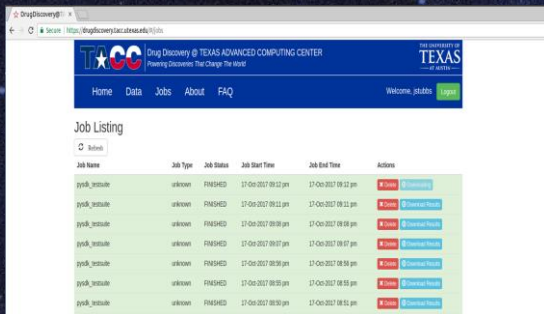 DrugDiscovery@T
Secure | https://drugdiscovery.tacc.utexas.edu/#/jobs
TACC Drug Discovery @ TEXAS ADVANCED COMPUTING CENTER
Powering Discoveries That Change The World
THE UNIVERSITY OF
TEXAS
AT AUSTIN
Home Data Jobs About FAQ Welcome, jstubbs Logout
Job Listing
Refresh
Job Name Job Type Job Status Job Start Time Job End Time Actions
pysdk_testsuite unknown FINISHED 17-Oct-2017 09:12 pm 17-Oct-2017 09:12 pm Delete Downloading
pysdk_testsuite unknown FINISHED 17-Oct-2017 09:11 pm 17-Oct-2017 09:11 pm Delete Download Results
pysdk_testsuite unknown FINISHED 17-Oct-2017 09:08 pm 17-Oct-2017 09:08 pm Delete Download Results
pysdk_testsuite unknown FINISHED 17-Oct-2017 09:07 pm 17-Oct-2017 09:07 pm Delete Download Results
pysdk_testsuite unknown FINISHED 17-Oct-2017 08:56 pm 17-Oct-2017 08:56 pm Delete Download Results
pysdk_testsuite unknown FINISHED 17-Oct-2017 08:55 pm 17-Oct-2017 08:55 pm Delete Download Results
pysdk_testsuite unknown FINISHED 17-Oct-2017 08:50 pm 17-Oct-2017 08:51 pm Delete Download Results